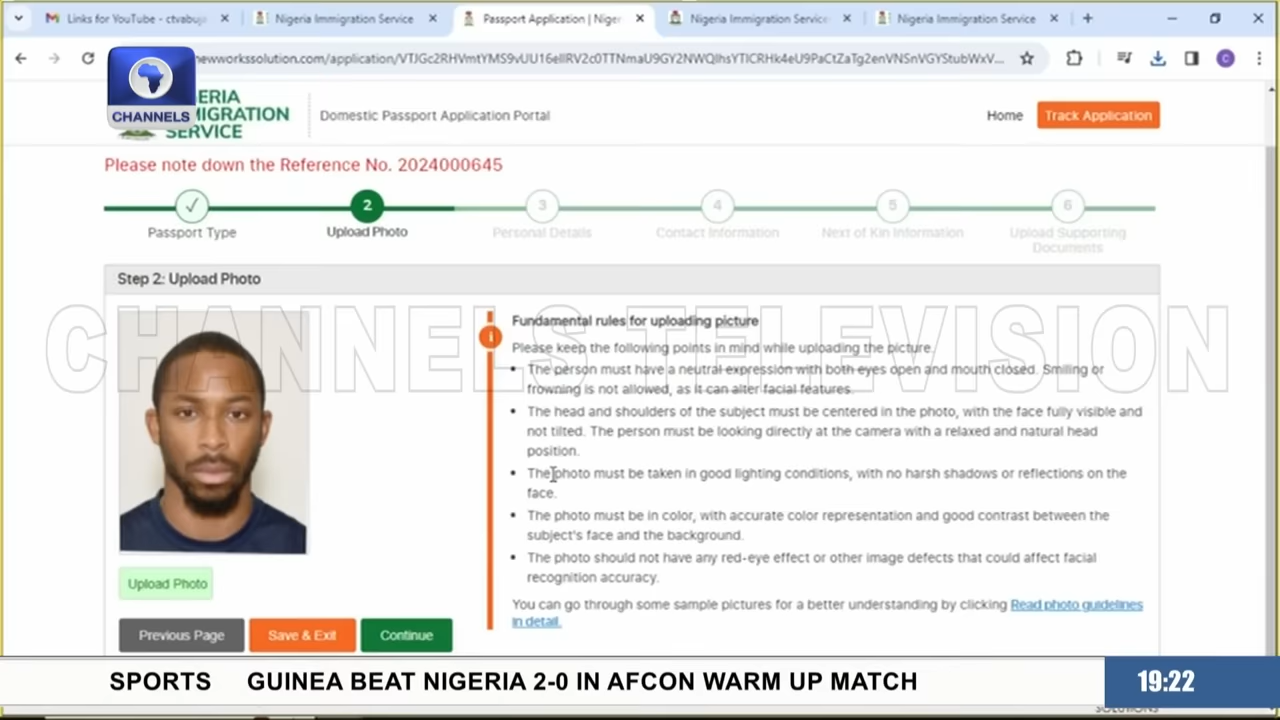 Links for YouTube - ctvabuj
Nigeria Immigration Service
Passport Application | Niger
Nigeria Immigration Service
Nigeria Immigration Service
CHANNELS
IMMIGRATION
SERVICE
Domestic Passport Application Portal
Home
Track Application
Please note down the Reference No. 2024000645
2
3
4
5
6
Passport Type
Upload Photo
Personal Details
Contact Information
Next of Kin Information
Upload Supporting
Documents
Step 2: Upload Photo
CHANNELS TELEVISION
Fundamental rules for uploading picture
Please keep the following points in mind while uploading the picture.
• The person must have a neutral expression with both eyes open and mouth closed. Smiling or
frowning is not allowed, as it can alter facial features.
• The head and shoulders of the subject must be centered in the photo, with the face fully visible and
not tilted. The person must be looking directly at the camera with a relaxed and natural head
position.
• The photo must be taken in good lighting conditions, with no harsh shadows or reflections on the
face.
• The photo must be in color, with accurate color representation and good contrast between the
subject's face and the background.
• The photo should not have any red-eye effect or other image defects that could affect facial
recognition accuracy.
You can go through some sample pictures for a better understanding by clicking Read photo guidelines
in detail.
Upload Photo
Previous Page
Save & Exit
Continue
SPORTS GUINEA BEAT NIGERIA 2-0 IN AFCON WARM UP MATCH
19:22